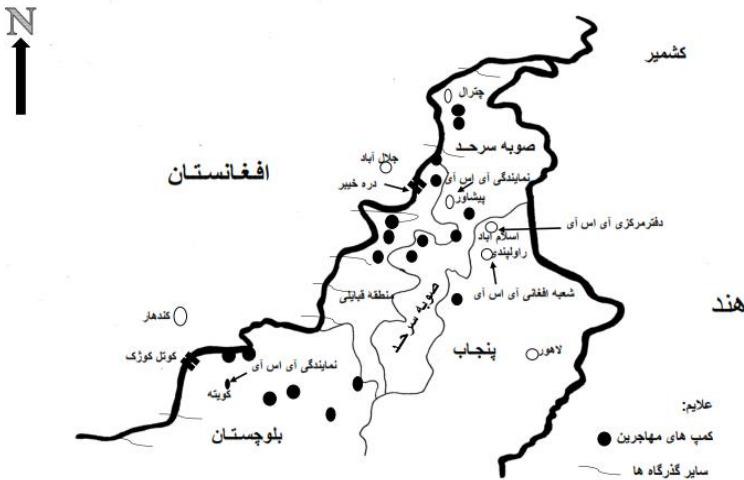 N
کشمیر
چترال
صوبه سرحد
جلال آباد
افغانستان
نمایندگی آی اس آی
دره خیبر
پیشاور
دفترمرکزی آی اس آی
اسلام آباد
راولپندی
شعبه افغانی آی اس آی
منطقه قبایلی
صوبه سرحد
هند
کندهار
پنجاب
لاهور
کوتل کوژک
نمایندگی آی اس آی
کویته
بلوچستان
علایم:
کمپ های مهاجرین
سایر گذرگاه ها